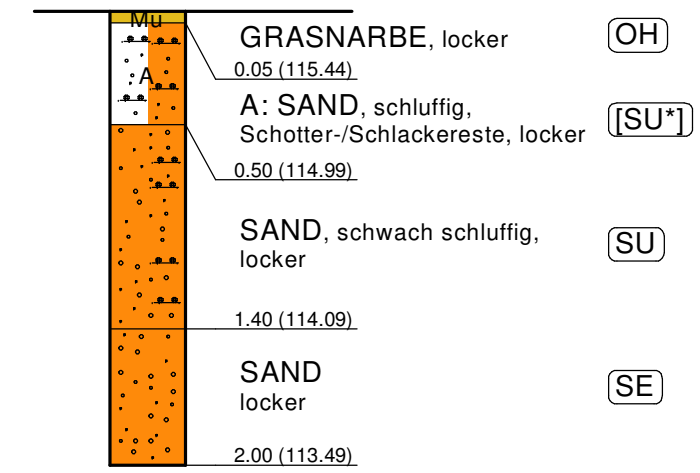 Mu
GRASNARBE, locker
OH
0.05 (115.44)
A
A: SAND, schluffig,
Schotter-/Schlackereste, locker
[SU*]
0.50 (114.99)
SAND, schwach schluffig,
locker
SU
1.40 (114.09)
SAND
locker
SE
2.00 (113.49)